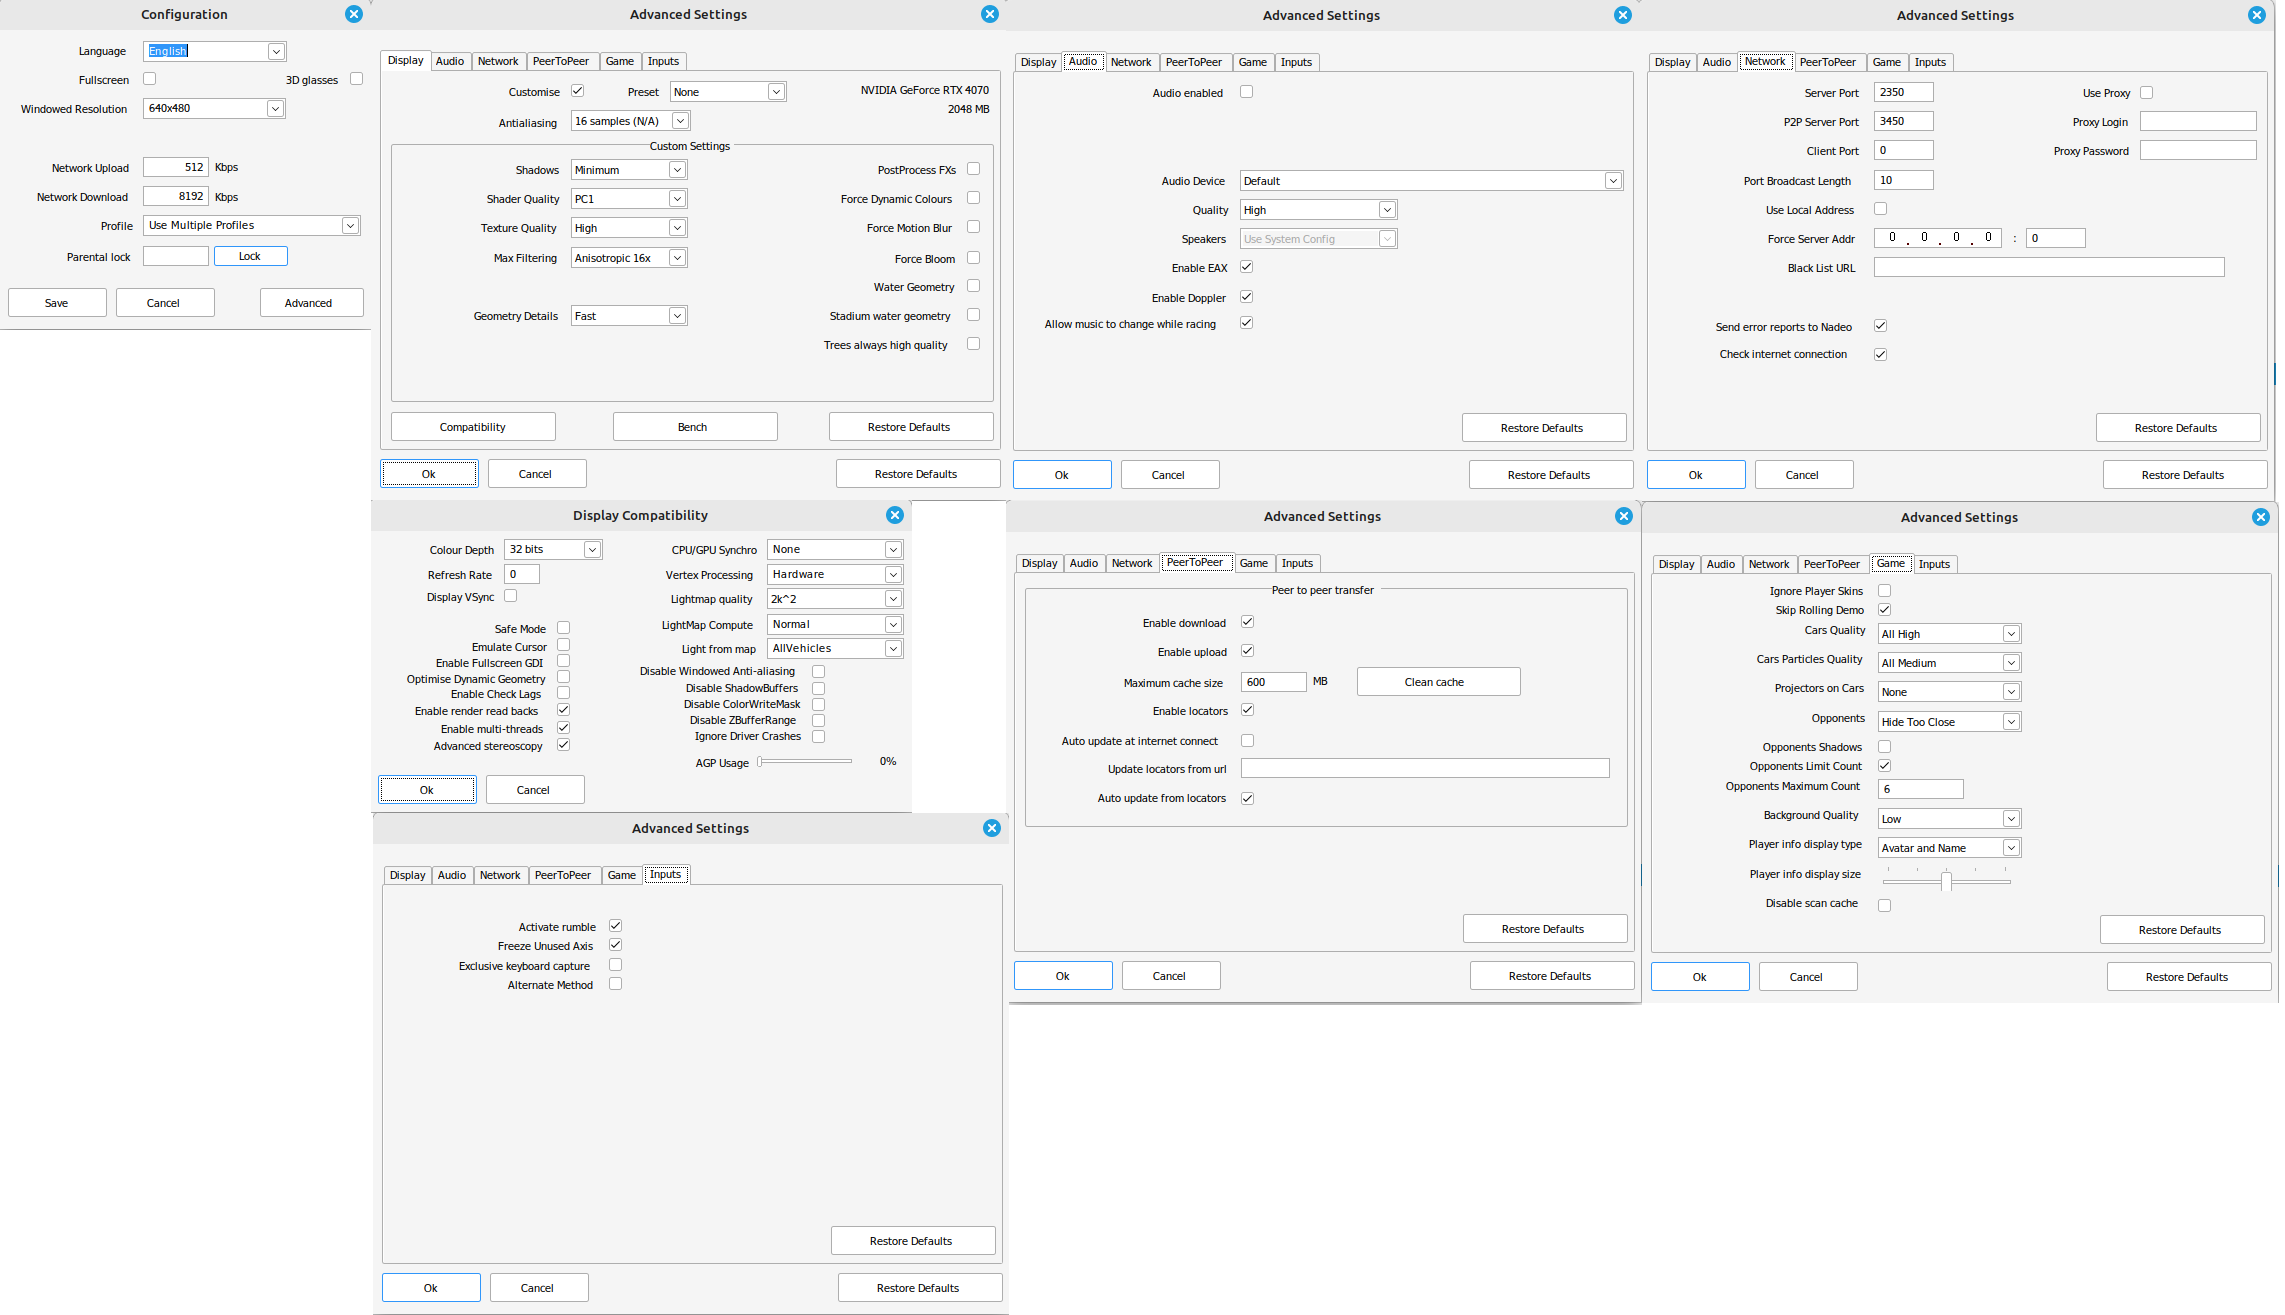 Configuration
Language English
Fullscreen 3D glasses
Windowed Resolution 640x480
Network Upload 512 Kbps
Network Download 8192 Kbps
Profile Use Multiple Profiles
Parental lock Lock
Save Cancel Advanced
Advanced Settings
Display Audio Network PeerToPeer Game Inputs
Customise Preset None NVIDIA GeForce RTX 4070
2048 MB
Antialiasing 16 samples (N/A)
Custom Settings
Shadows Minimum PostProcess FXs
Shader Quality PC1 Force Dynamic Colours
Texture Quality High Force Motion Blur
Max Filtering Anisotropic 16x Force Bloom
Water Geometry
Geometry Details Fast Stadium water geometry
Trees always high quality
Compatibility Bench Restore Defaults
Ok Cancel Restore Defaults
Advanced Settings
Display Audio Network PeerToPeer Game Inputs
Audio enabled
Audio Device Default
Quality High
Speakers Use System Config
Enable EAX
Enable Doppler
Allow music to change while racing
Restore Defaults
Ok Cancel Restore Defaults
Advanced Settings
Display Audio Network PeerToPeer Game Inputs
Server Port 2350 Use Proxy
P2P Server Port 3450 Proxy Login
Client Port 0 Proxy Password
Port Broadcast Length 10
Use Local Address
Force Server Addr 0 . 0 . 0 . 0 : 0
Black List URL
Send error reports to Nadeo
Check internet connection
Restore Defaults
Ok Cancel Restore Defaults
Display Compatibility
Colour Depth 32 bits CPU/GPU Synchro None
Refresh Rate 0 Vertex Processing Hardware
Display VSync Lightmap quality 2k^2
Safe Mode LightMap Compute Normal
Emulate Cursor Light from map AllVehicles
Enable Fullscreen GDI Disable Windowed Anti-aliasing
Optimise Dynamic Geometry Disable ShadowBuffers
Enable Check Lags Disable ColorWriteMask
Enable render read backs Disable ZBufferRange
Enable multi-threads Ignore Driver Crashes
Advanced stereoscopy AGP Usage 0%
Ok Cancel
Advanced Settings
Display Audio Network PeerToPeer Game Inputs
Peer to peer transfer
Enable download
Enable upload
Maximum cache size 600 MB Clean cache
Enable locators
Auto update at internet connect
Update locators from url
Auto update from locators
Restore Defaults
Ok Cancel Restore Defaults
Advanced Settings
Display Audio Network PeerToPeer Game Inputs
Ignore Player Skins
Skip Rolling Demo
Cars Quality All High
Cars Particles Quality All Medium
Projectors on Cars None
Opponents Hide Too Close
Opponents Shadows
Opponents Limit Count
Opponents Maximum Count 6
Background Quality Low
Player info display type Avatar and Name
Player info display size
Disable scan cache
Restore Defaults
Ok Cancel Restore Defaults
Advanced Settings
Display Audio Network PeerToPeer Game Inputs
Activate rumble
Freeze Unused Axis
Exclusive keyboard capture
Alternate Method
Restore Defaults
Ok Cancel Restore Defaults